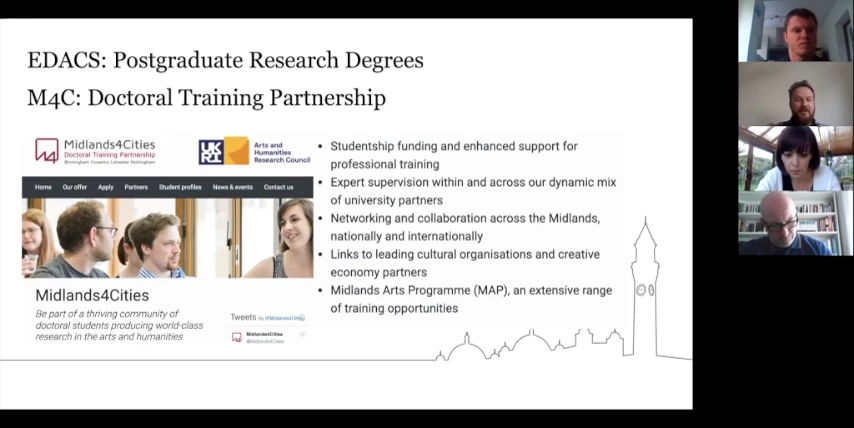 EDACS: Postgraduate Research Degrees
M4C: Doctoral Training Partnership
Midlands4Cities
Doctoral Training Partnership
Birmingham Coventry Leicester Nottingham
UK
RI
Arts and
Humanities
Research Council
Home Our offer Apply Partners Student profiles News & events Contact us
Midlands4Cities
Be part of a thriving community of
doctoral students producing world-class
research in the arts and humanities
Tweets by @Midlands4Cities
Midlands4Cities
@Midlands4Cities
• Studentship funding and enhanced support for
professional training
• Expert supervision within and across our dynamic mix
of university partners
• Networking and collaboration across the Midlands,
nationally and internationally
• Links to leading cultural organisations and creative
economy partners
• Midlands Arts Programme (MAP), an extensive range
of training opportunities